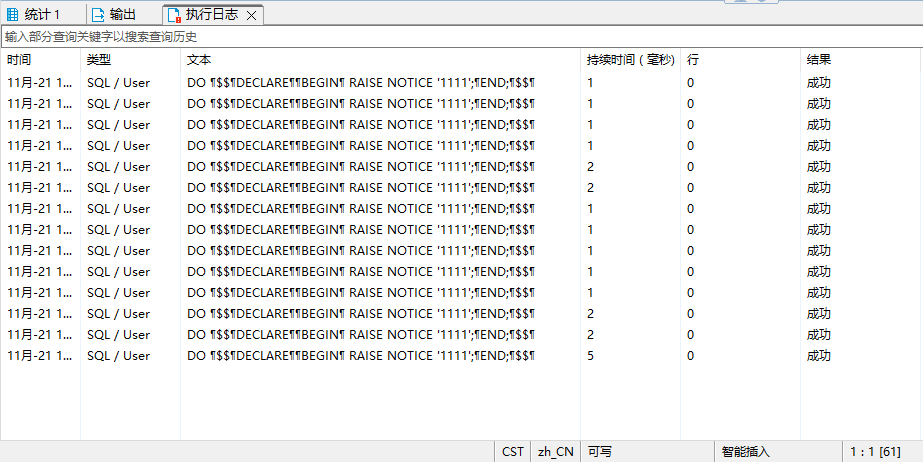 统计 1 输出 执行日志
输入部分查询关键字以搜索查询历史
时间 类型 文本 持续时间 ( 毫秒) 行 结果
11月-21 1... SQL / User DO ¶$$¶DECLARE¶¶BEGIN¶ RAISE NOTICE '1111';¶END;¶$$¶ 1 0 成功
11月-21 1... SQL / User DO ¶$$¶DECLARE¶¶BEGIN¶ RAISE NOTICE '1111';¶END;¶$$¶ 1 0 成功
11月-21 1... SQL / User DO ¶$$¶DECLARE¶¶BEGIN¶ RAISE NOTICE '1111';¶END;¶$$¶ 1 0 成功
11月-21 1... SQL / User DO ¶$$¶DECLARE¶¶BEGIN¶ RAISE NOTICE '1111';¶END;¶$$¶ 1 0 成功
11月-21 1... SQL / User DO ¶$$¶DECLARE¶¶BEGIN¶ RAISE NOTICE '1111';¶END;¶$$¶ 2 0 成功
11月-21 1... SQL / User DO ¶$$¶DECLARE¶¶BEGIN¶ RAISE NOTICE '1111';¶END;¶$$¶ 2 0 成功
11月-21 1... SQL / User DO ¶$$¶DECLARE¶¶BEGIN¶ RAISE NOTICE '1111';¶END;¶$$¶ 1 0 成功
11月-21 1... SQL / User DO ¶$$¶DECLARE¶¶BEGIN¶ RAISE NOTICE '1111';¶END;¶$$¶ 1 0 成功
11月-21 1... SQL / User DO ¶$$¶DECLARE¶¶BEGIN¶ RAISE NOTICE '1111';¶END;¶$$¶ 1 0 成功
11月-21 1... SQL / User DO ¶$$¶DECLARE¶¶BEGIN¶ RAISE NOTICE '1111';¶END;¶$$¶ 1 0 成功
11月-21 1... SQL / User DO ¶$$¶DECLARE¶¶BEGIN¶ RAISE NOTICE '1111';¶END;¶$$¶ 1 0 成功
11月-21 1... SQL / User DO ¶$$¶DECLARE¶¶BEGIN¶ RAISE NOTICE '1111';¶END;¶$$¶ 2 0 成功
11月-21 1... SQL / User DO ¶$$¶DECLARE¶¶BEGIN¶ RAISE NOTICE '1111';¶END;¶$$¶ 2 0 成功
11月-21 1... SQL / User DO ¶$$¶DECLARE¶¶BEGIN¶ RAISE NOTICE '1111';¶END;¶$$¶ 5 0 成功
CST zh_CN 可写 智能插入 1 : 1 [61]